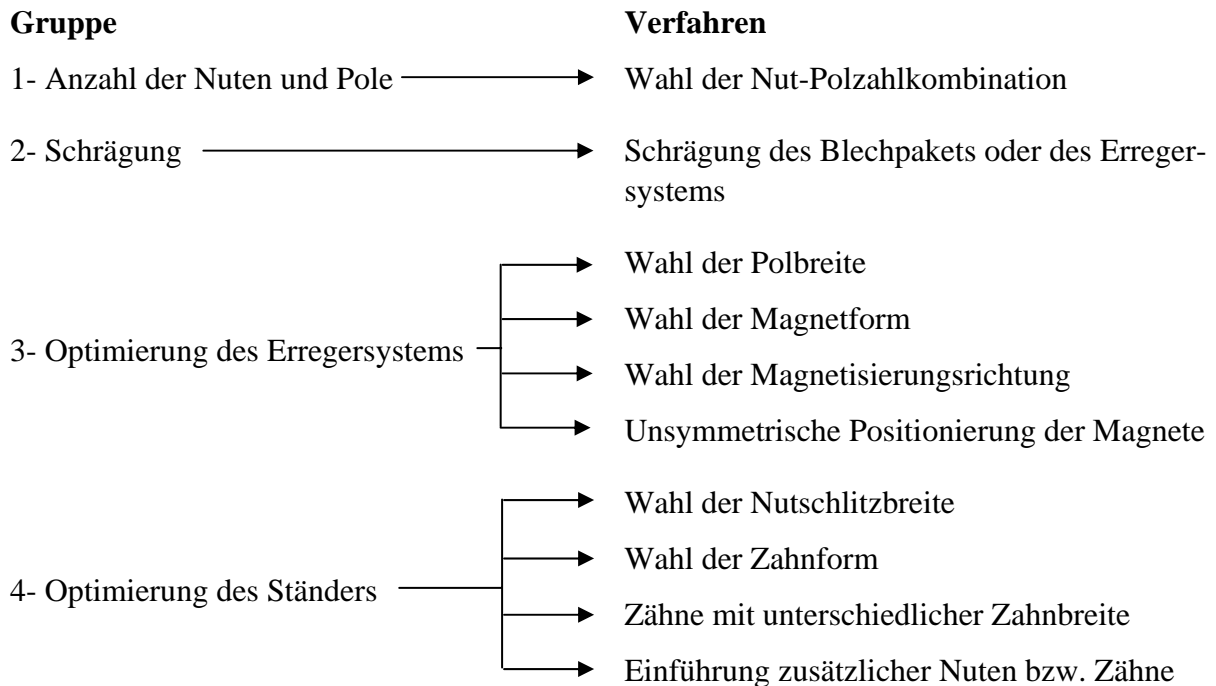 Gruppe Verfahren
1- Anzahl der Nuten und Pole Wahl der Nut-Polzahlkombination
2- Schrägung Schrägung des Blechpakets oder des Erreger-
systems
Wahl der Polbreite
Wahl der Magnetform
3- Optimierung des Erregersystems
Wahl der Magnetisierungsrichtung
Unsymmetrische Positionierung der Magnete
Wahl der Nutschlitzbreite
Wahl der Zahnform
4- Optimierung des Ständers
Zähne mit unterschiedlicher Zahnbreite
Einführung zusätzlicher Nuten bzw. Zähne